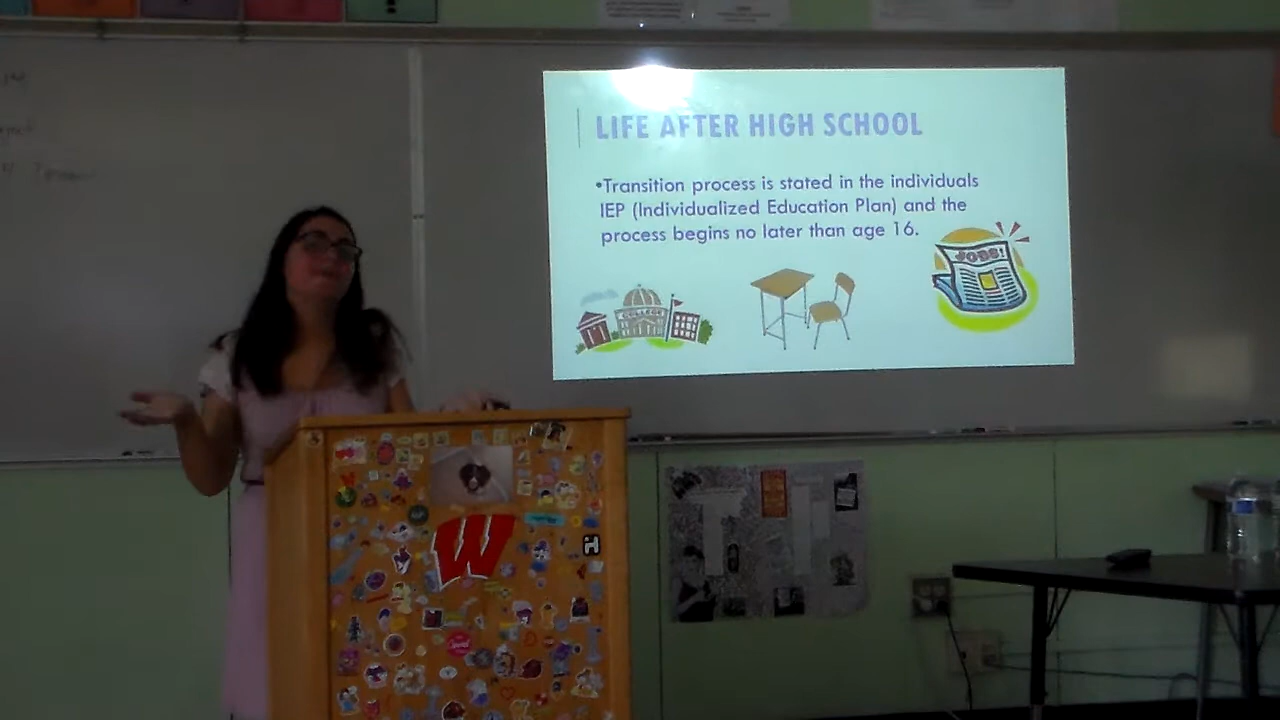 LIFE AFTER HIGH SCHOOL
•Transition process is stated in the individuals
IEP (Individualized Education Plan) and the
process begins no later than age 16.
COLLEGE
JOBS!
W
H